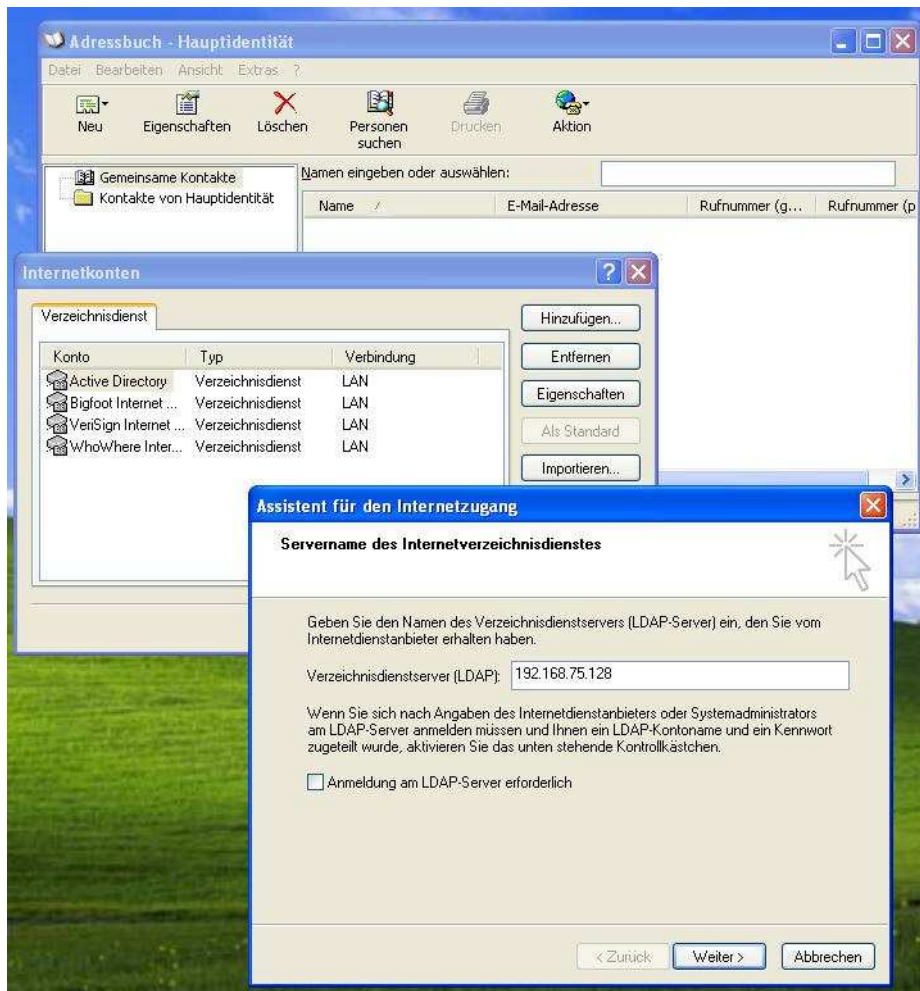 Adressbuch - Hauptidentität
Datei Bearbeiten Ansicht Extras ?
Neu Eigenschaften Löschen Personen suchen Drucken Aktion
Gemeinsame Kontakte
Kontakte von Hauptidentität
Namen eingeben oder auswählen:
Name E-Mail-Adresse Rufnummer (g... Rufnummer (p
Internetkonten
Verzeichnisdienst
Konto Typ Verbindung
Active Directory Verzeichnisdienst LAN
Bigfoot Internet ... Verzeichnisdienst LAN
VeriSign Internet ... Verzeichnisdienst LAN
WhoWhere Inter... Verzeichnisdienst LAN
Hinzufügen...
Entfernen
Eigenschaften
Als Standard
Importieren...
Assistent für den Internetzugang
Servername des Internetverzeichnisdienstes
Geben Sie den Namen des Verzeichnisdienstservers (LDAP-Server) ein, den Sie vom
Internetdienstanbieter erhalten haben.
Verzeichnisdienstserver (LDAP): 192.168.75.128
Wenn Sie sich nach Angaben des Internetdienstanbieters oder Systemadministrators
am LDAP-Server anmelden müssen und Ihnen ein LDAP-Kontoname und ein Kennwort
zugeteilt wurde, aktivieren Sie das unten stehende Kontrollkästchen.
Anmeldung am LDAP-Server erforderlich
< Zurück Weiter > Abbrechen